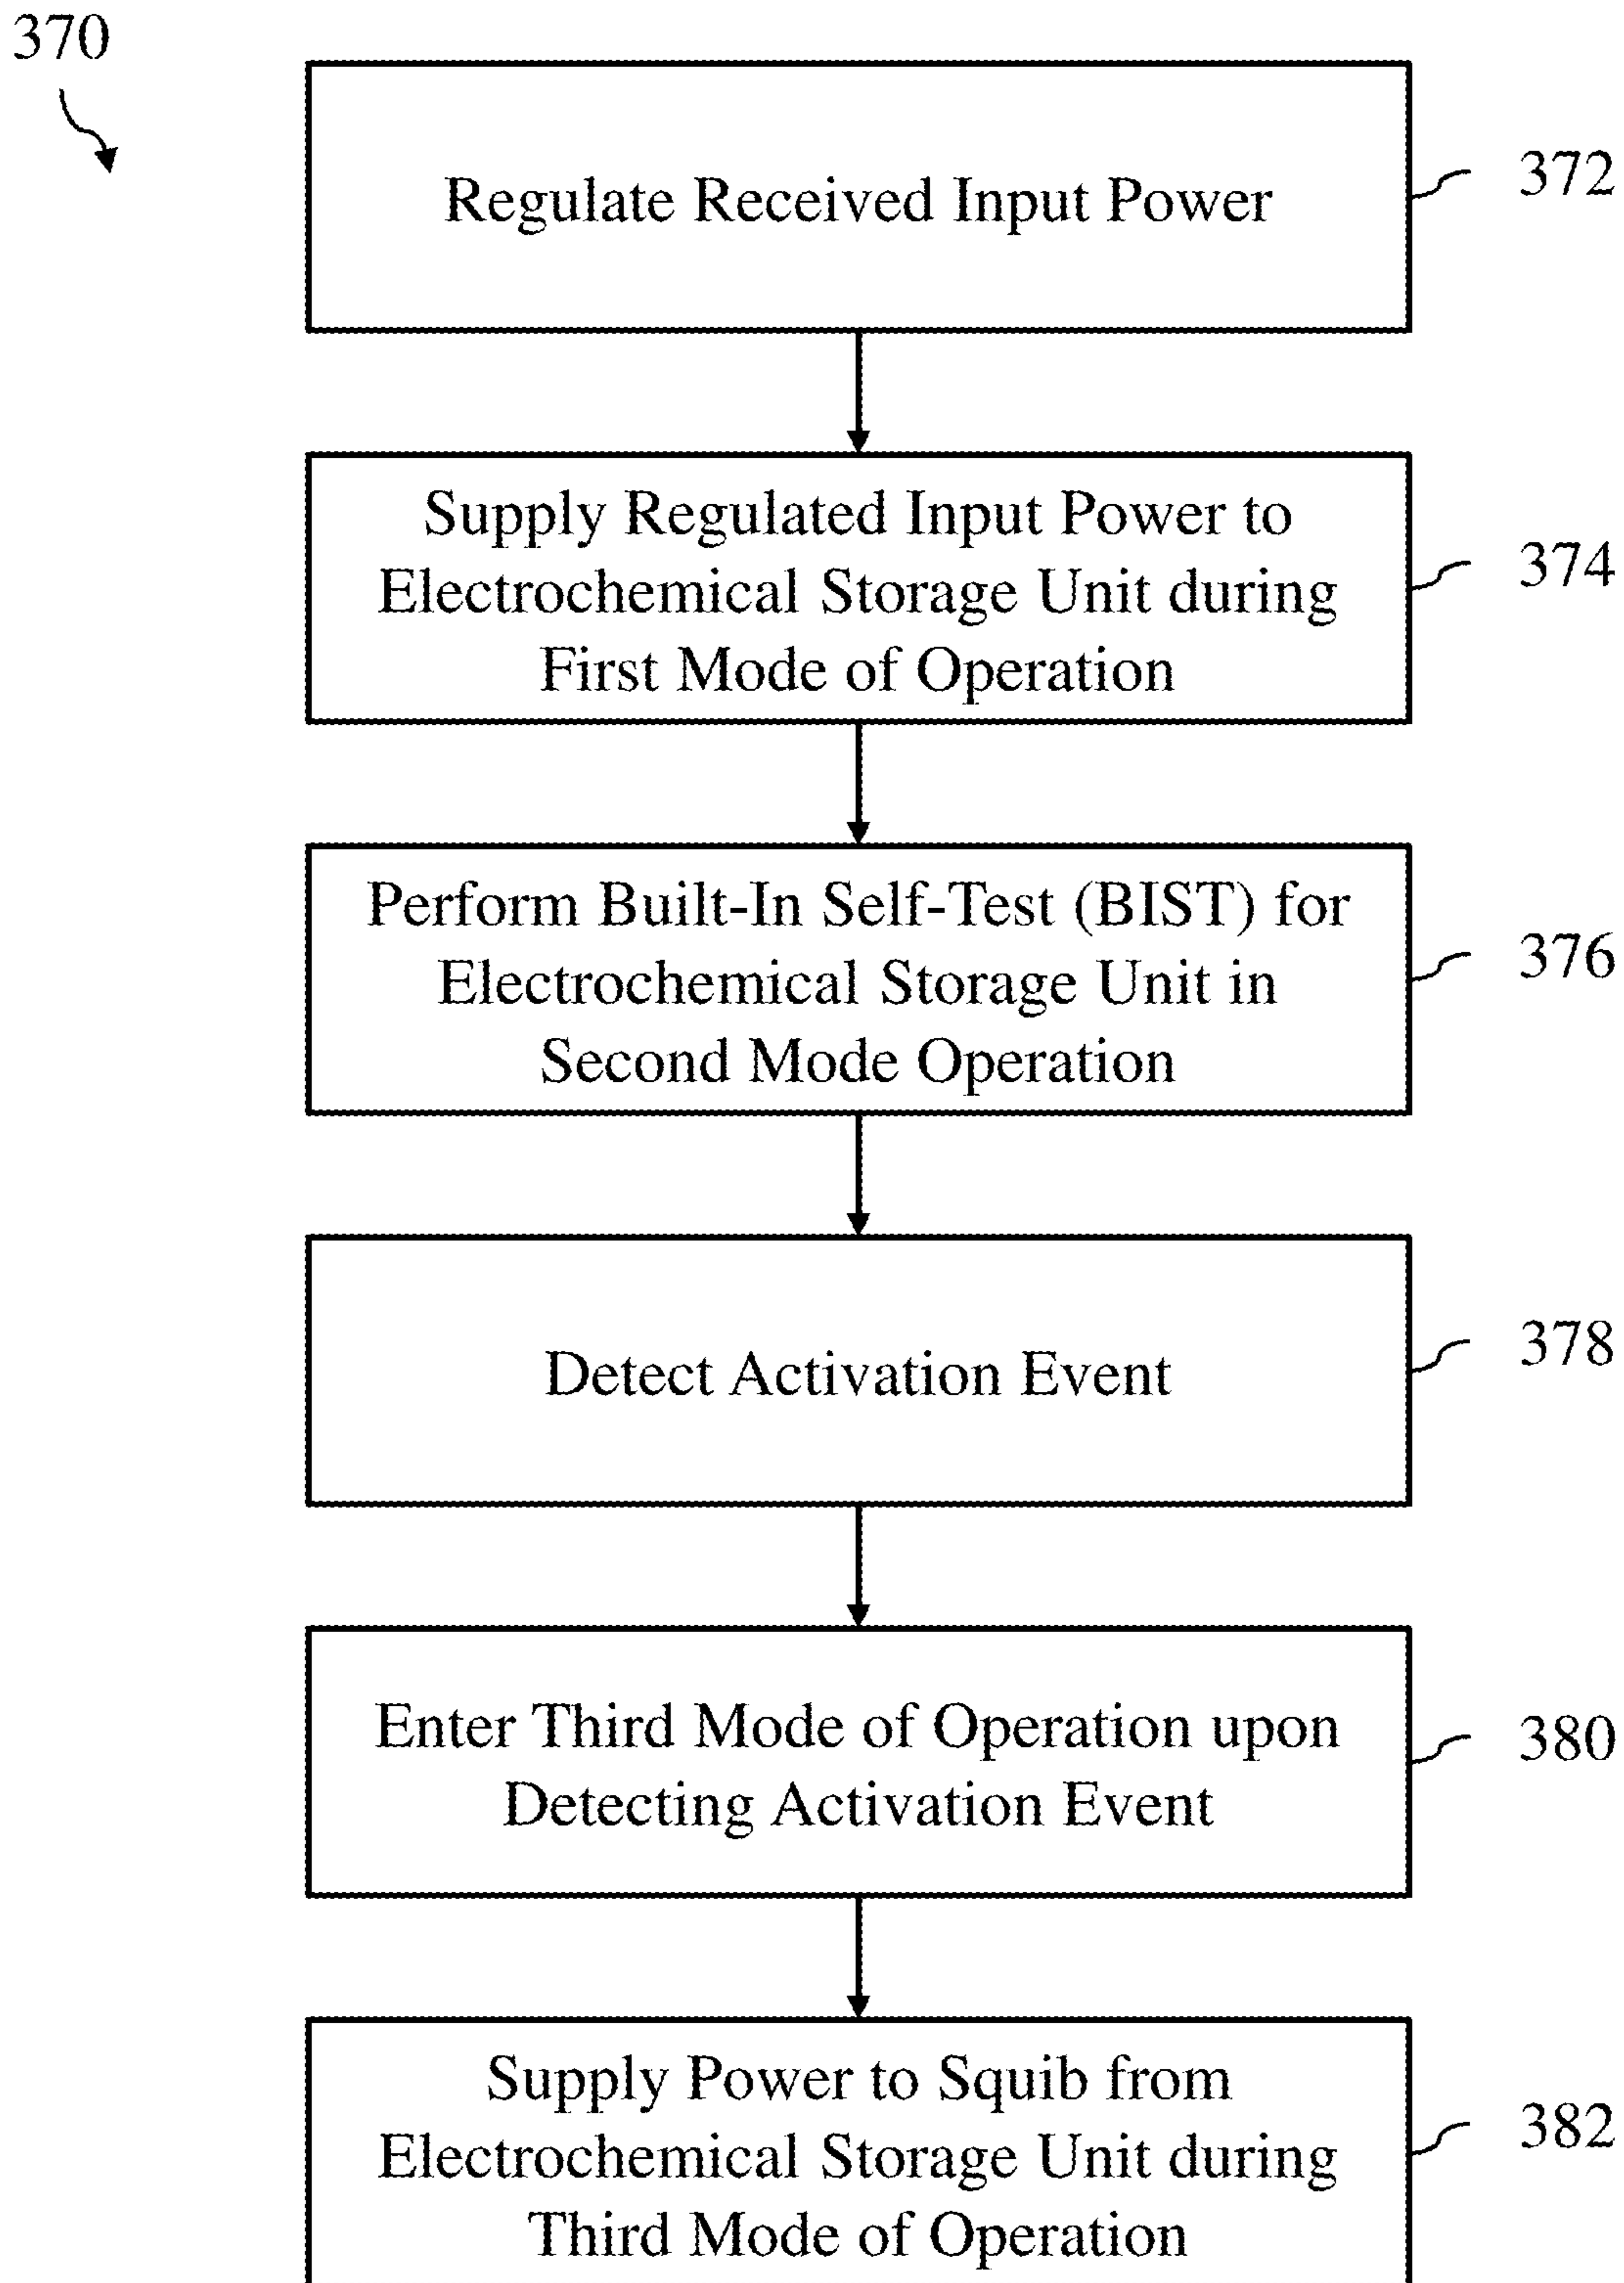 370
Regulate Received Input Power
372
Supply Regulated Input Power to
Electrochemical Storage Unit during
First Mode of Operation
374
Perform Built-In Self-Test (BIST) for
Electrochemical Storage Unit in
Second Mode Operation
376
Detect Activation Event
378
Enter Third Mode of Operation upon
Detecting Activation Event
380
Supply Power to Squib from
Electrochemical Storage Unit during
Third Mode of Operation
382